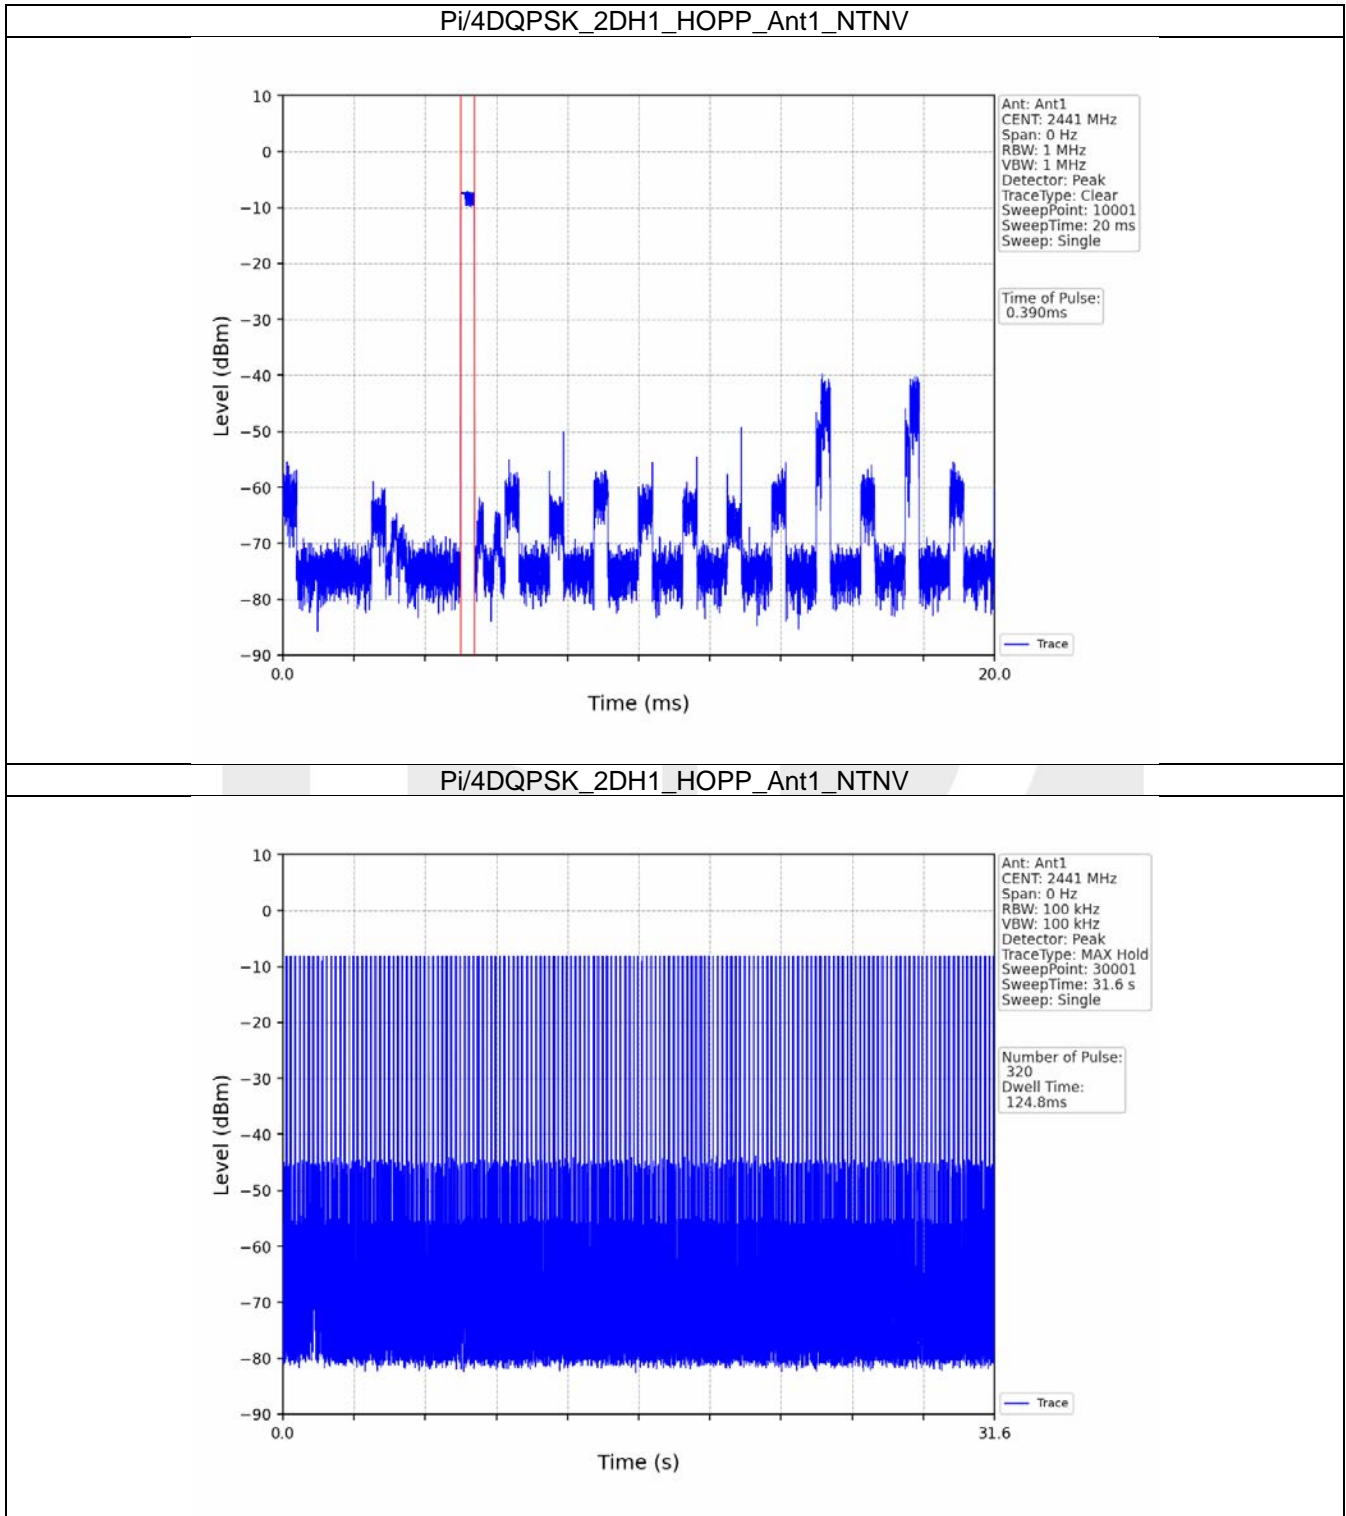 Pi/4DQPSK_2DH1_HOPP_Ant1_NTNV
10
0
−10
−20
−30
−40
−50
−60
−70
−80
−90
Level (dBm)
0.0
20.0
Time (ms)
Ant: Ant1
CENT: 2441 MHz
Span: 0 Hz
RBW: 1 MHz
VBW: 1 MHz
Detector: Peak
TraceType: Clear
SweepPoint: 10001
SweepTime: 20 ms
Sweep: Single
Time of Pulse:
0.390ms
Trace
Pi/4DQPSK_2DH1_HOPP_Ant1_NTNV
10
0
−10
−20
−30
−40
−50
−60
−70
−80
−90
Level (dBm)
0.0
31.6
Time (s)
Ant: Ant1
CENT: 2441 MHz
Span: 0 Hz
RBW: 100 kHz
VBW: 100 kHz
Detector: Peak
TraceType: MAX Hold
SweepPoint: 30001
SweepTime: 31.6 s
Sweep: Single
Number of Pulse:
320
Dwell Time:
124.8ms
Trace